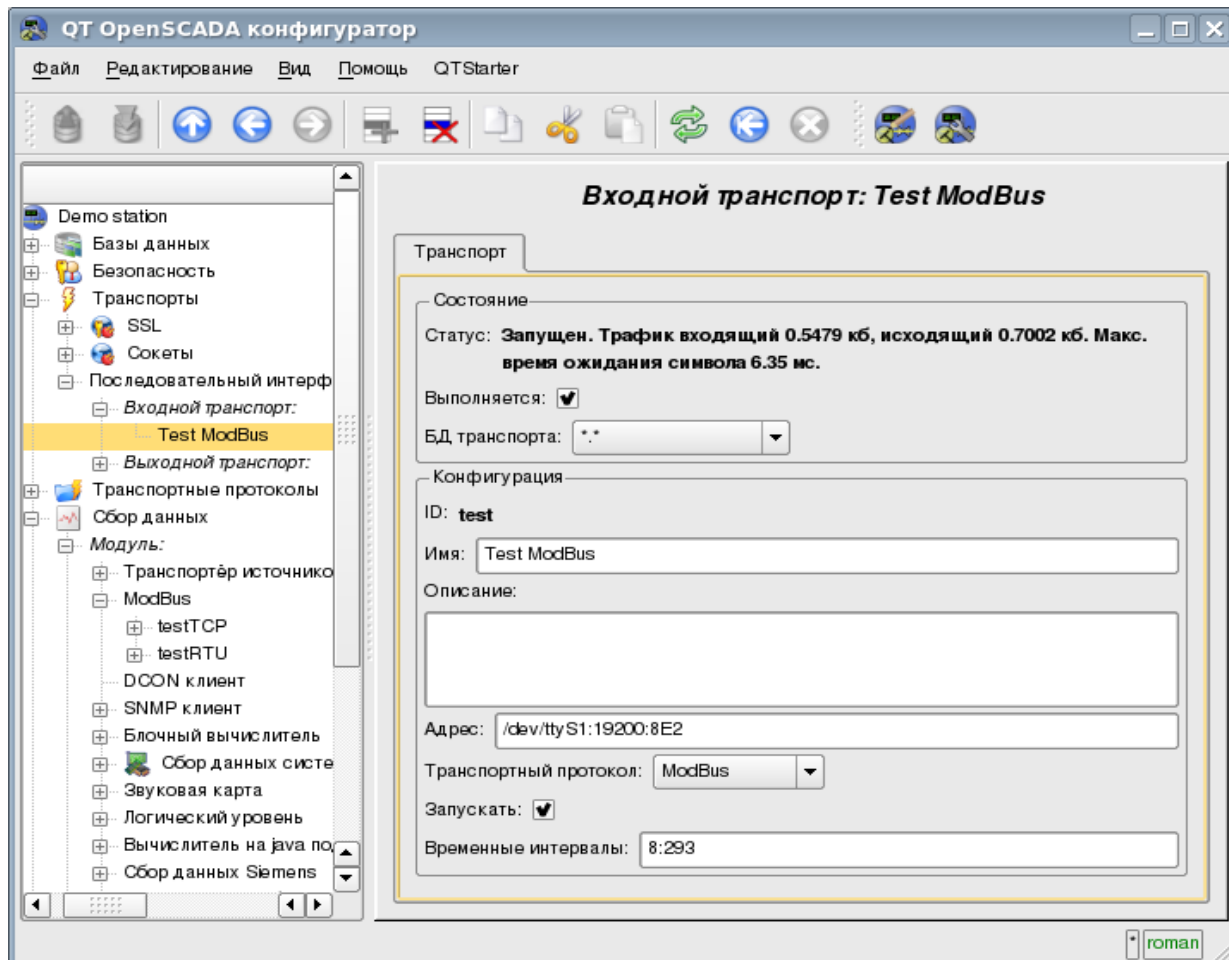 QT OpenSCADA конфигуратор
Файл Редактирование Вид Помощь QTStarter
Demo station
Базы данных
Безопасность
Транспорты
SSL
Сокеты
Последовательный интерф
Входной транспорт:
Test ModBus
Выходной транспорт:
Транспортные протоколы
Сбор данных
Модуль:
Транспортёр источнико
ModBus
testTCP
testRTU
DCON клиент
SNMP клиент
Блочный вычислитель
Сбор данных систе
Звуковая карта
Логический уровень
Вычислитель на java по
Сбор данных Siemens
Входной транспорт: Test ModBus
Транспорт
Состояние
Статус: Запущен. Трафик входящий 0.5479 кб, исходящий 0.7002 кб. Макс.
время ожидания символа 6.35 мс.
Выполняется:
БД транспорта: *.*
Конфигурация
ID: test
Имя: Test ModBus
Описание:
Адрес: /dev/ttyS1:19200:8E2
Транспортный протокол: ModBus
Запускать:
Временные интервалы: 8:293
* roman